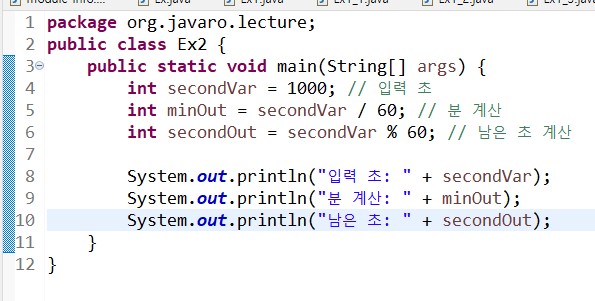 Ex.java Ex1.java Ex1_1.java Ex1_2.java
1 package org.javaro.lecture;
2 public class Ex2 {
3 public static void main(String[] args) {
4 int secondVar = 1000; // 입력 초
5 int minOut = secondVar / 60; // 분 계산
6 int secondOut = secondVar % 60; // 남은 초 계산
7
8 System.out.println("입력 초: " + secondVar);
9 System.out.println("분 계산: " + minOut);
10 System.out.println("남은 초: " + secondOut);
11 }
12 }